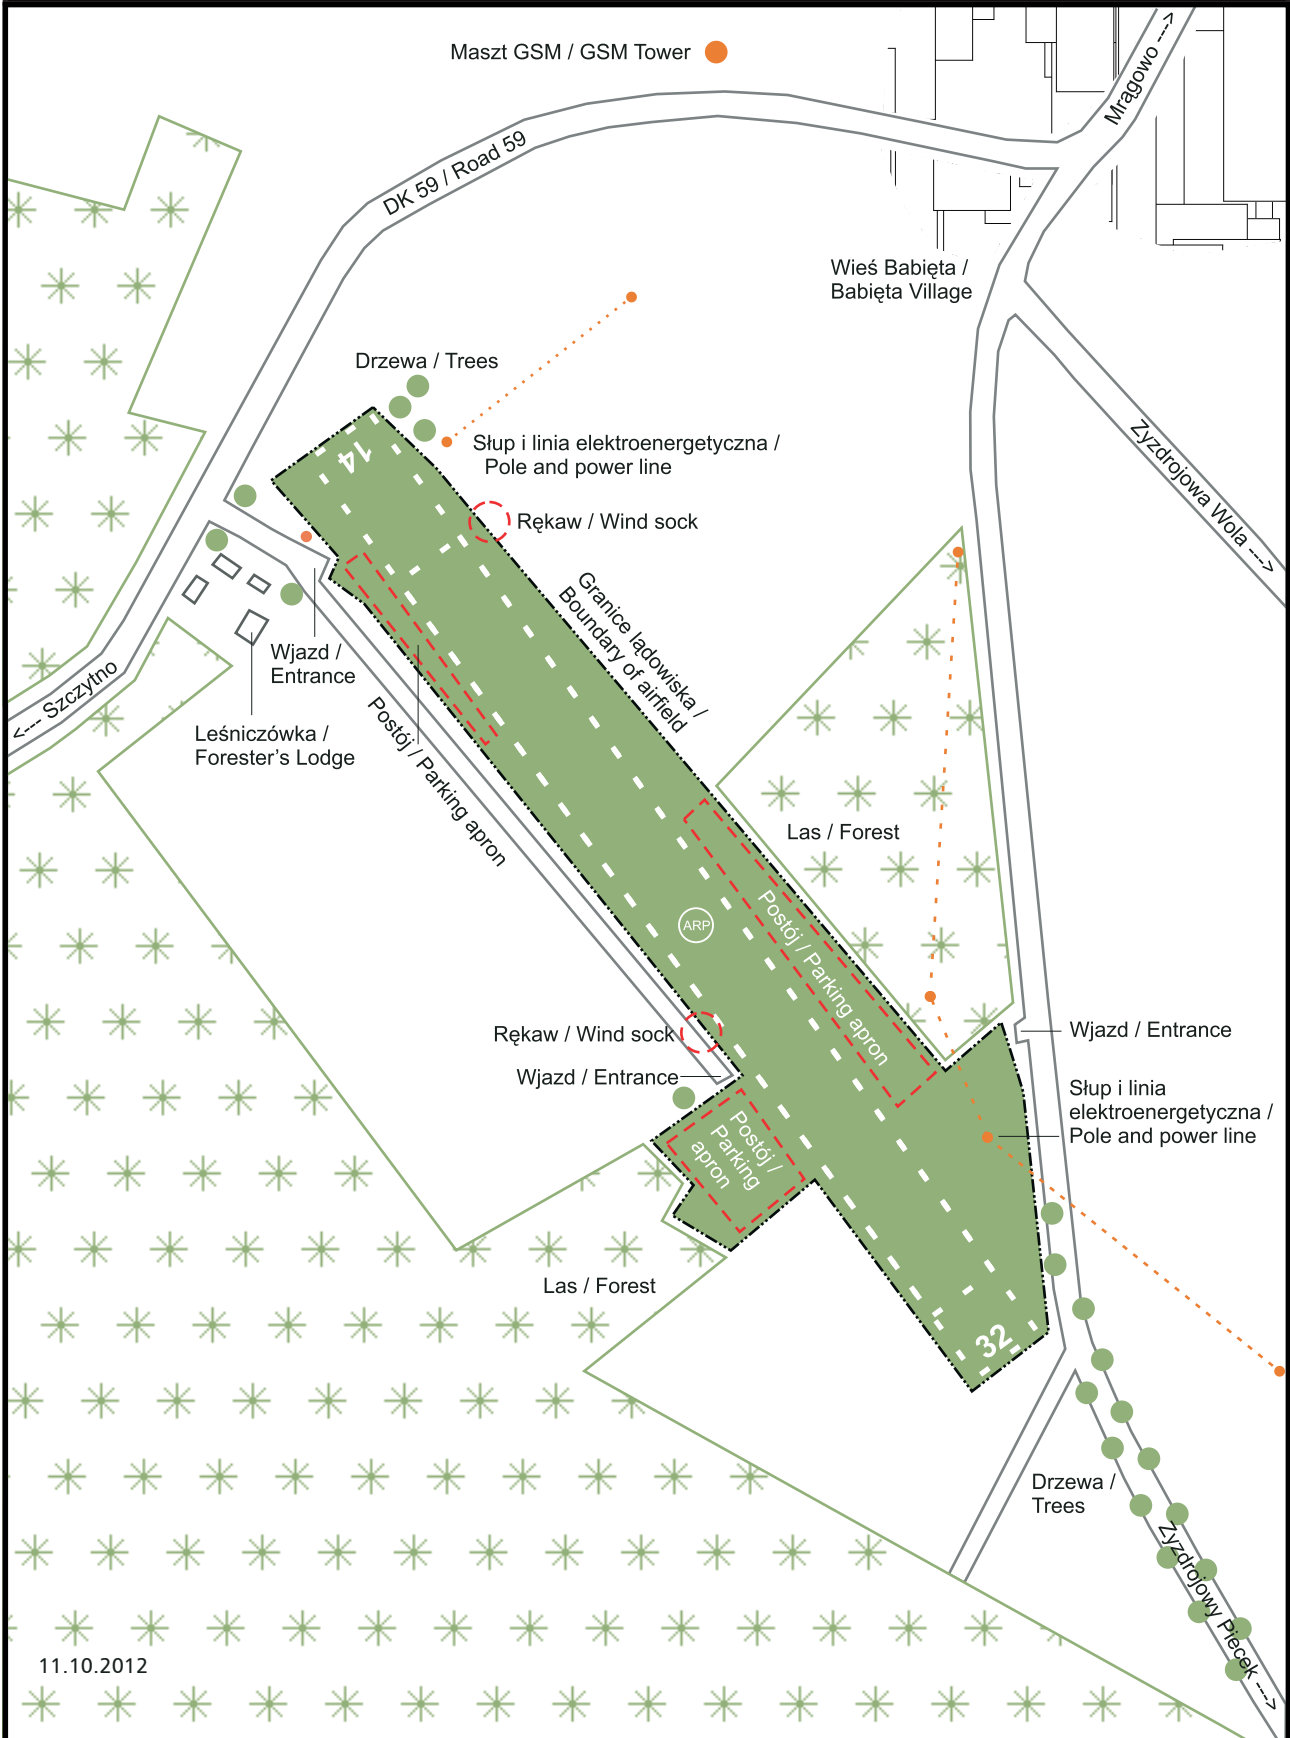 Maszt GSM / GSM Tower
Mrągowo --->
DK 59 / Road 59
Wieś Babięta /
Babięta Village
Drzewa / Trees
Słup i linia elektroenergetyczna /
Pole and power line
14
Zyzdrojowa Wola --->
Rękaw / Wind sock
Granice lądowiska /
Boundary of airfield
Wjazd /
Entrance
<--- Szczytno
Leśniczówka /
Forester's Lodge
Postój / Parking apron
Las / Forest
ARP
Postój / Parking apron
Rękaw / Wind sock
Wjazd / Entrance
Wjazd / Entrance
Słup i linia
elektroenergetyczna /
Pole and power line
Postój /
Parking
apron
Las / Forest
32
Drzewa /
Trees
Zyzdrojowy Piecek --->
11.10.2012